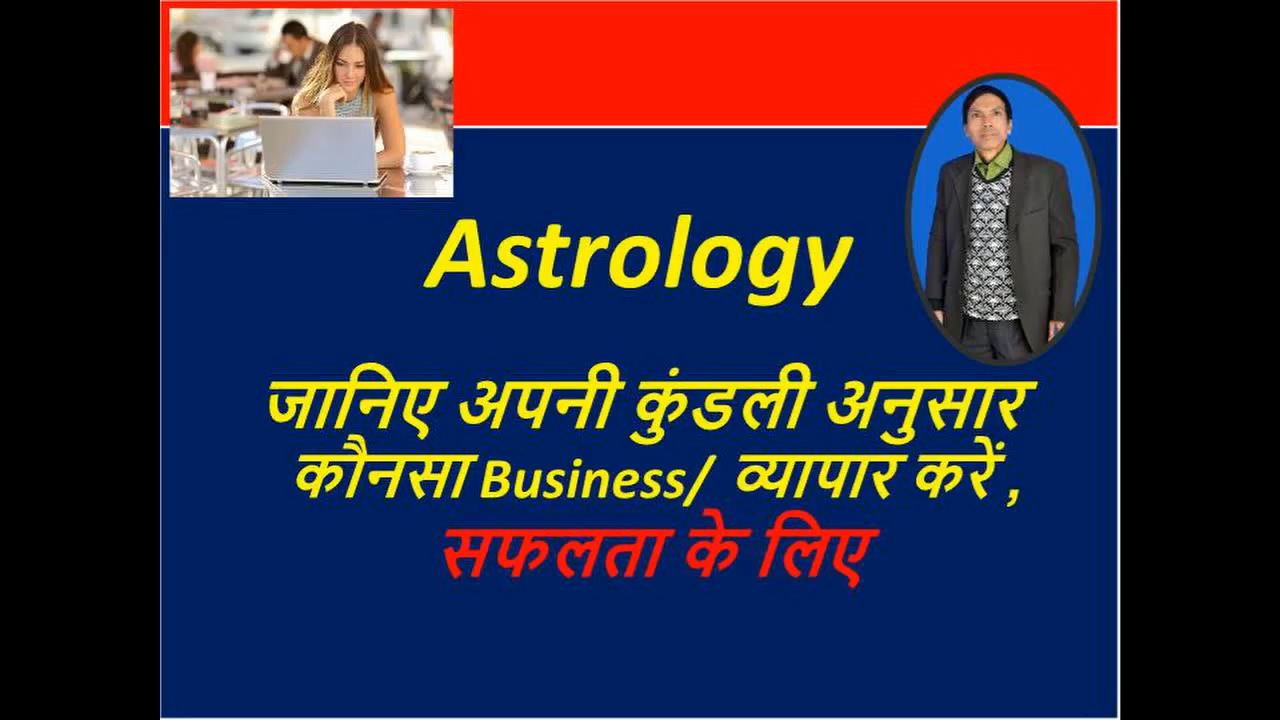 Astrology
जानिए अपनी कुंडली अनुसार
कौनसा Business/ व्यापार करें ,
सफलता के लिए